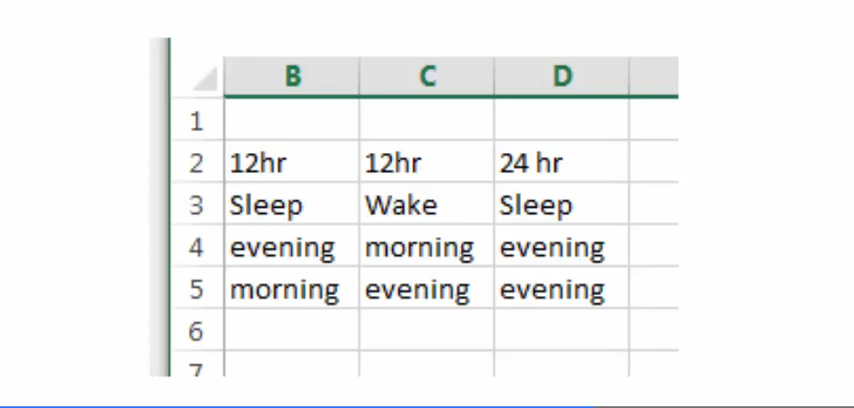 B C D
1
2 12hr 12hr 24 hr
3 Sleep Wake Sleep
4 evening morning evening
5 morning evening evening
6
7